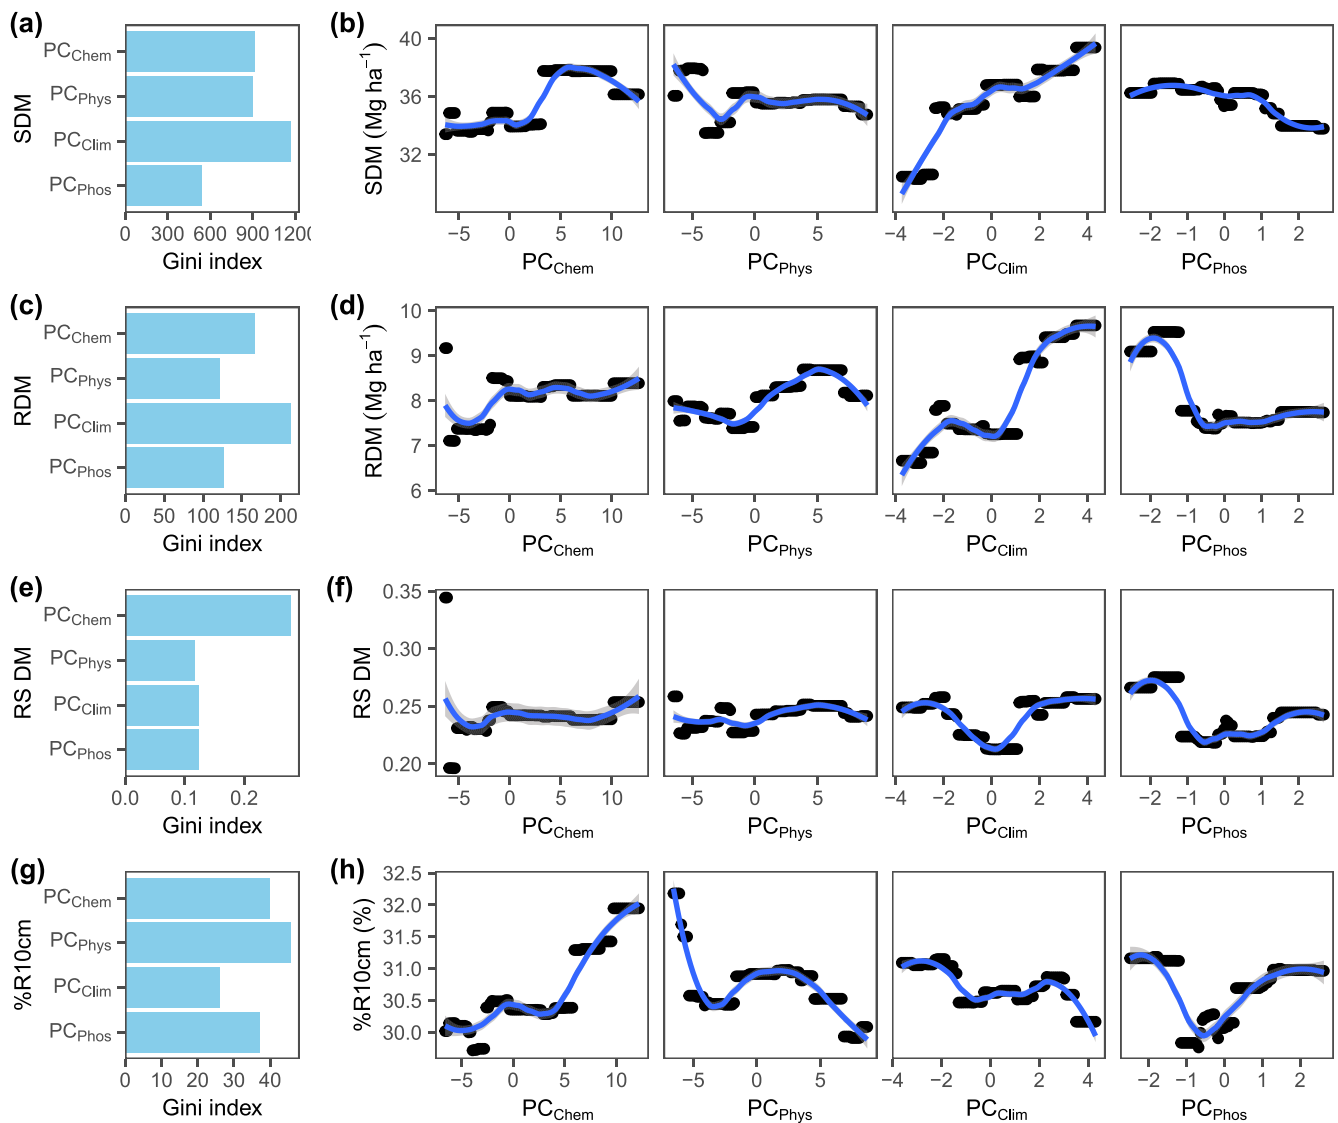 (a)
SDM
PCChem
PCPhys
PCClim
PCPhos
0 300 600 900 1200
Gini index
(b)
SDM (Mg ha−1)
40
36
32
−5 0 5 10
PCChem
−5 0 5
PCPhys
−4 −2 0 2 4
PCClim
−2 −1 0 1 2
PCPhos
(c)
RDM
PCChem
PCPhys
PCClim
PCPhos
0 50 100 150 200
Gini index
(d)
RDM (Mg ha−1)
10
9
8
7
6
−5 0 5 10
PCChem
−5 0 5
PCPhys
−4 −2 0 2 4
PCClim
−2 −1 0 1 2
PCPhos
(e)
RS DM
PCChem
PCPhys
PCClim
PCPhos
0.0 0.1 0.2
Gini index
(f)
RS DM
0.35
0.30
0.25
0.20
−5 0 5 10
PCChem
−5 0 5
PCPhys
−4 −2 0 2 4
PCClim
−2 −1 0 1 2
PCPhos
(g)
%R10cm
PCChem
PCPhys
PCClim
PCPhos
0 10 20 30 40
Gini index
(h)
%R10cm (%)
32.5
32.0
31.5
31.0
30.5
30.0
−5 0 5 10
PCChem
−5 0 5
PCPhys
−4 −2 0 2 4
PCClim
−2 −1 0 1 2
PCPhos